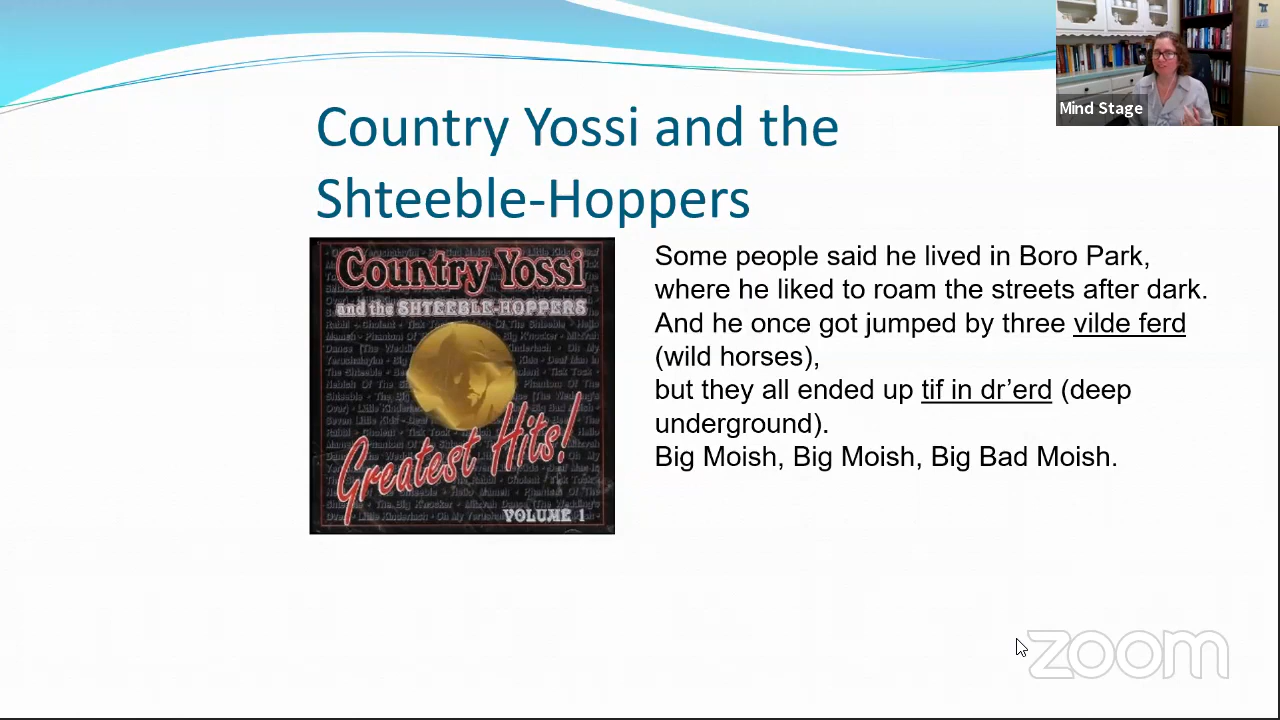 Mind Stage
Country Yossi and the
Shteeble-Hoppers
Country Yossi
and the SHTEEBLE-HOPPERS
Greatest Hits!
VOLUME 1
Some people said he lived in Boro Park,
where he liked to roam the streets after dark.
And he once got jumped by three vilde ferd
(wild horses),
but they all ended up tif in dr’erd (deep
underground).
Big Moish, Big Moish, Big Bad Moish.
zoom